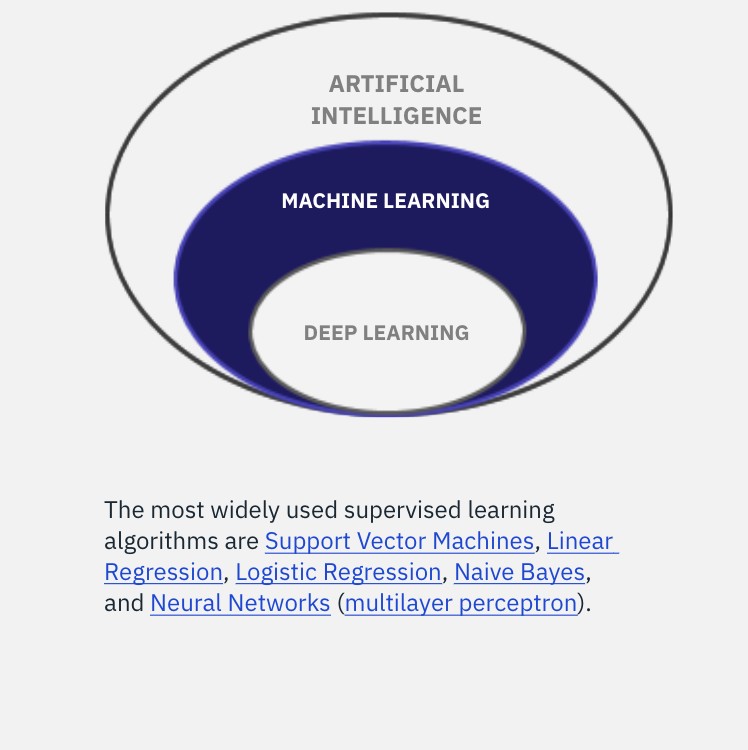 ARTIFICIAL
INTELLIGENCE
MACHINE LEARNING
DEEP LEARNING
The most widely used supervised learning
algorithms are Support Vector Machines, Linear
Regression, Logistic Regression, Naive Bayes,
and Neural Networks (multilayer perceptron).